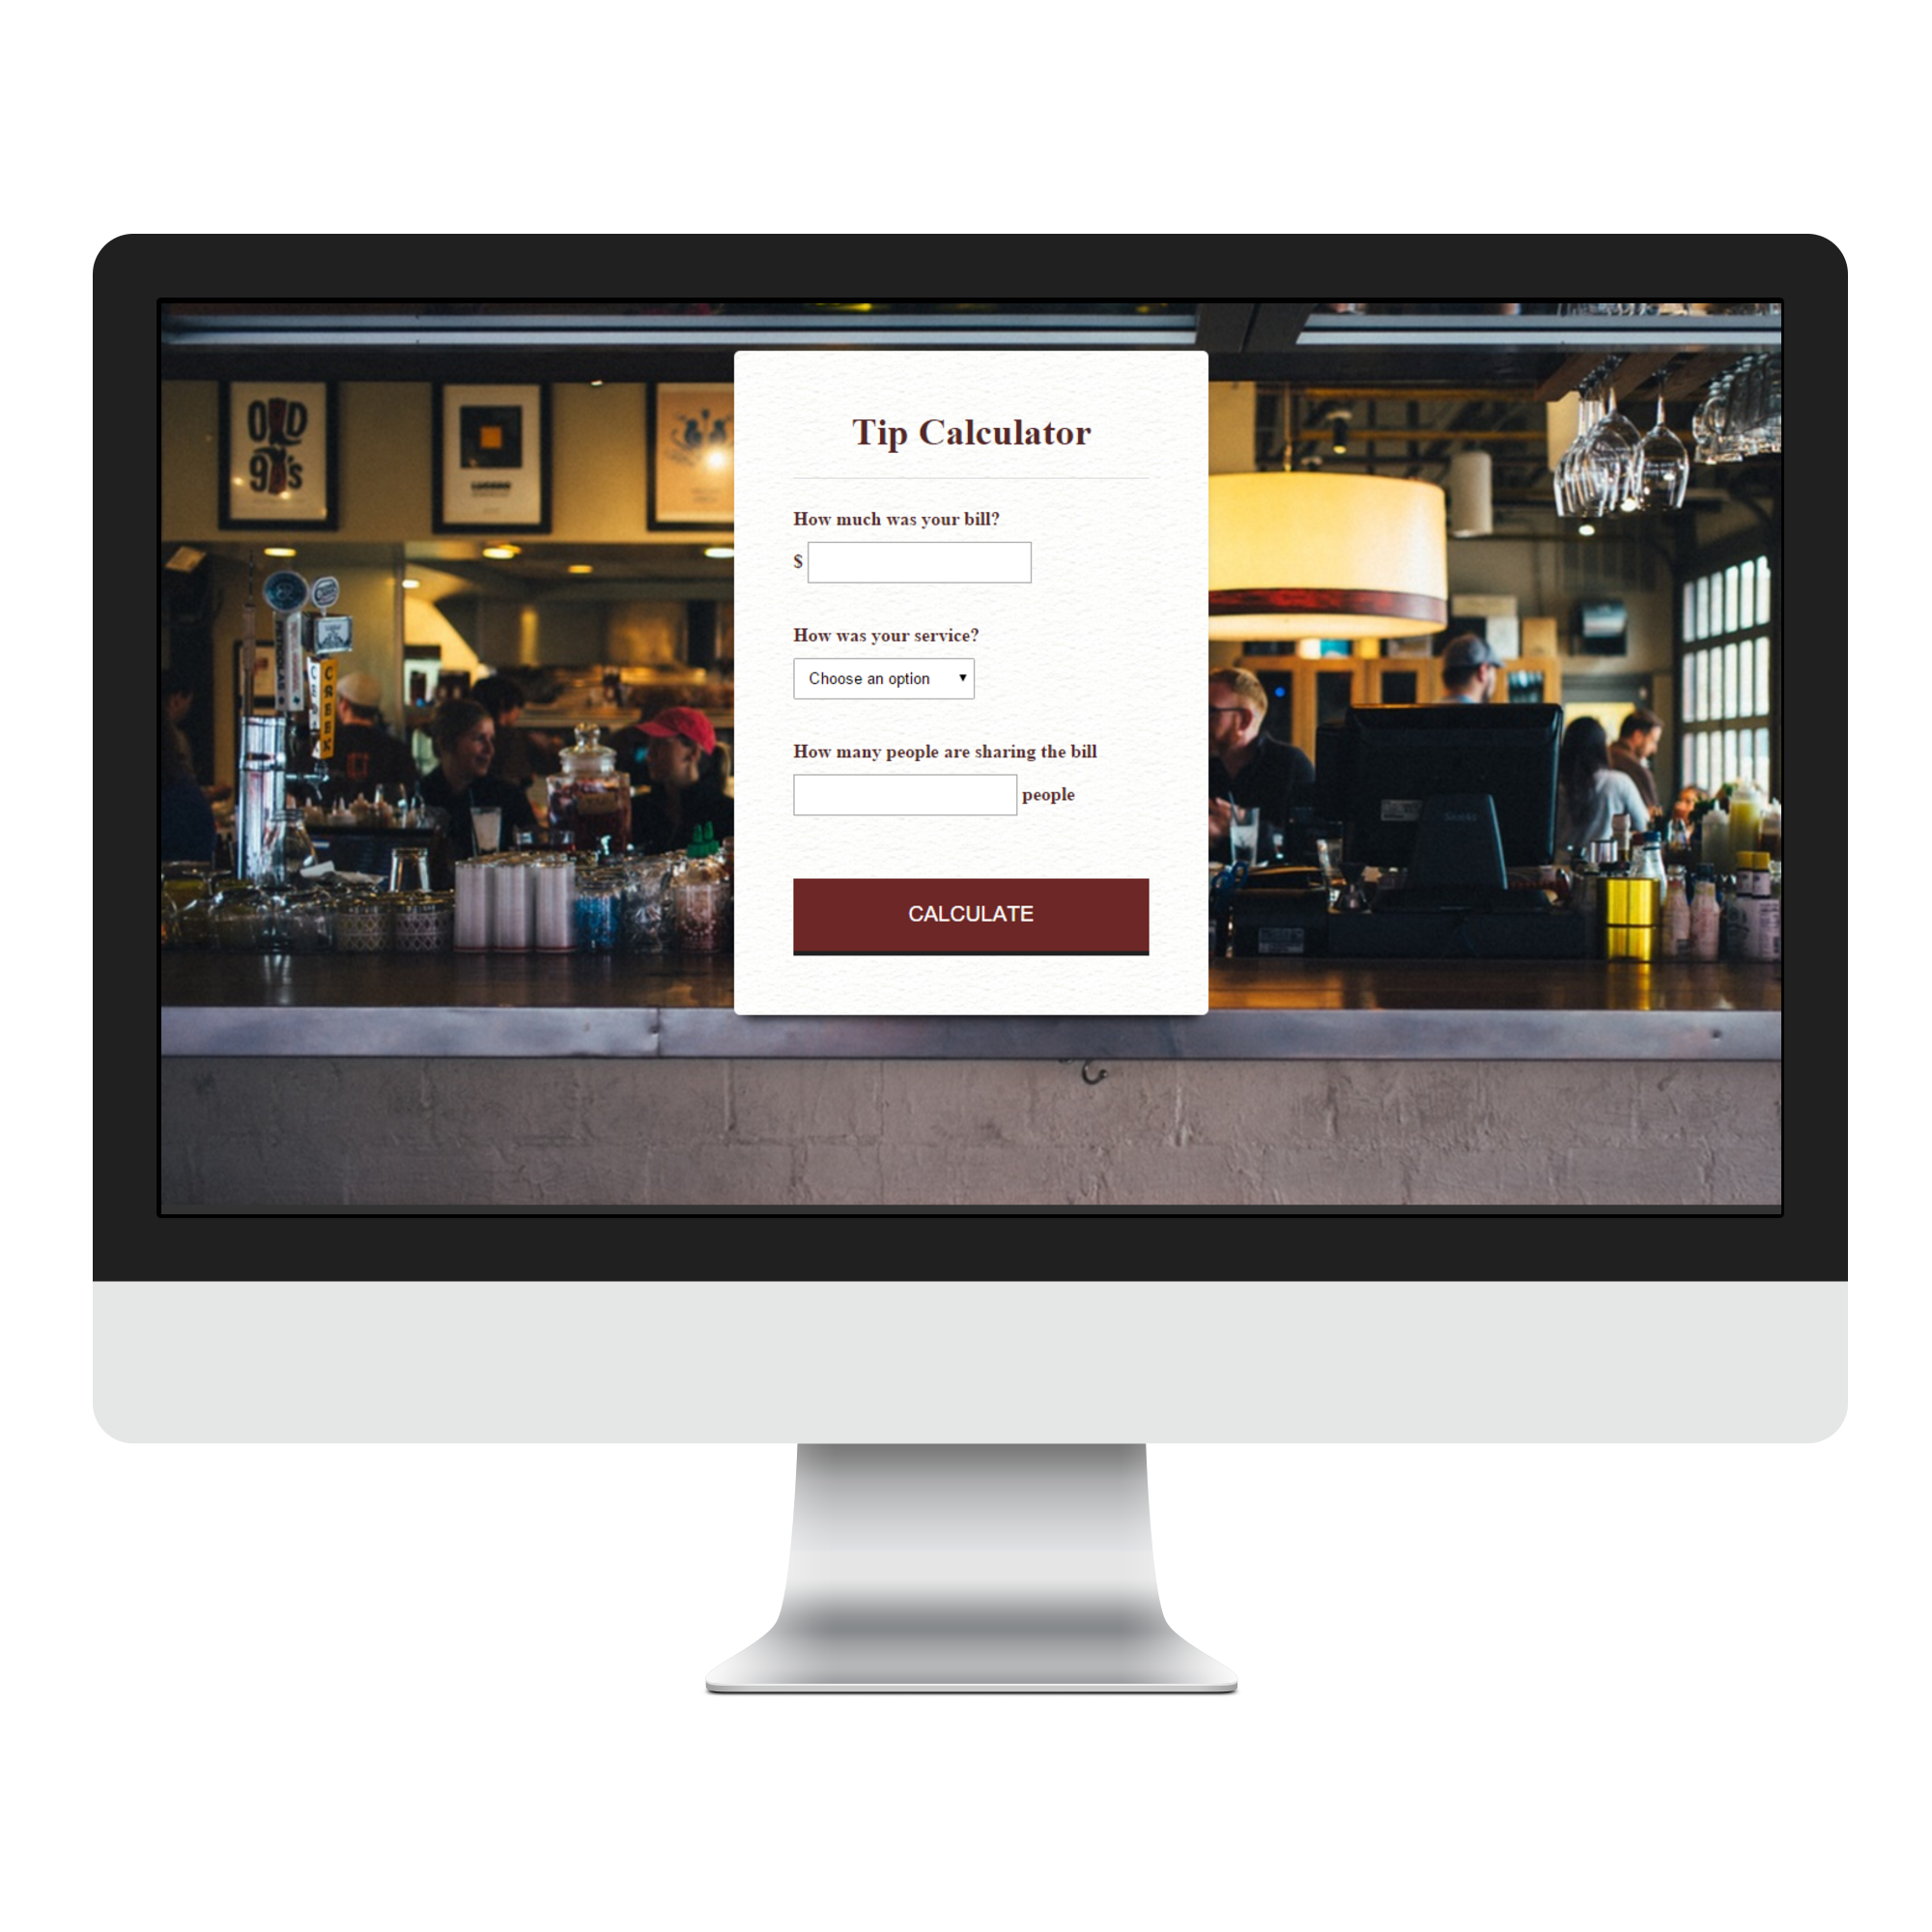 Tip Calculator
How much was your bill?
$
How was your service?
Choose an option
How many people are sharing the bill
people
CALCULATE
OLD
90's
CREEK